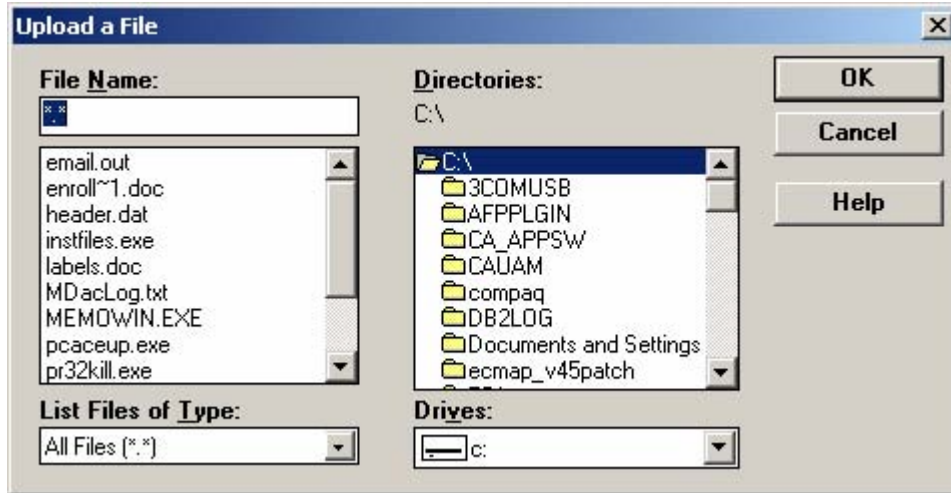 Upload a File
File Name:
*.*
email.out
enroll~1.doc
header.dat
instfiles.exe
labels.doc
MDacLog.txt
MEMOWIN.EXE
pcaceup.exe
pr32kill.exe
List Files of Type:
All Files (*.*)
Directories:
C:\
C:\
3COMUSB
AFPPLGIN
CA_APPSW
CAUAM
compaq
DB2LOG
Documents and Settings
ecmap_v45patch
Drives:
c:
OK
Cancel
Help